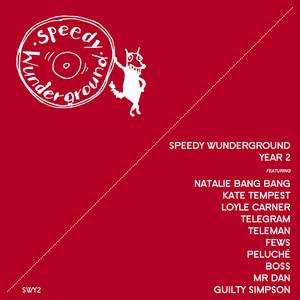 ·Speedy
Wunderground·
SPEEDY WUNDERGROUND
YEAR 2
FEATURING
NATALIE BANG BANG
KATE TEMPEST
LOYLE CARNER
TELEGRAM
TELEMAN
FEWS
PELUCHÉ
BOSS
MR DAN
GUILTY SIMPSON
SWY2